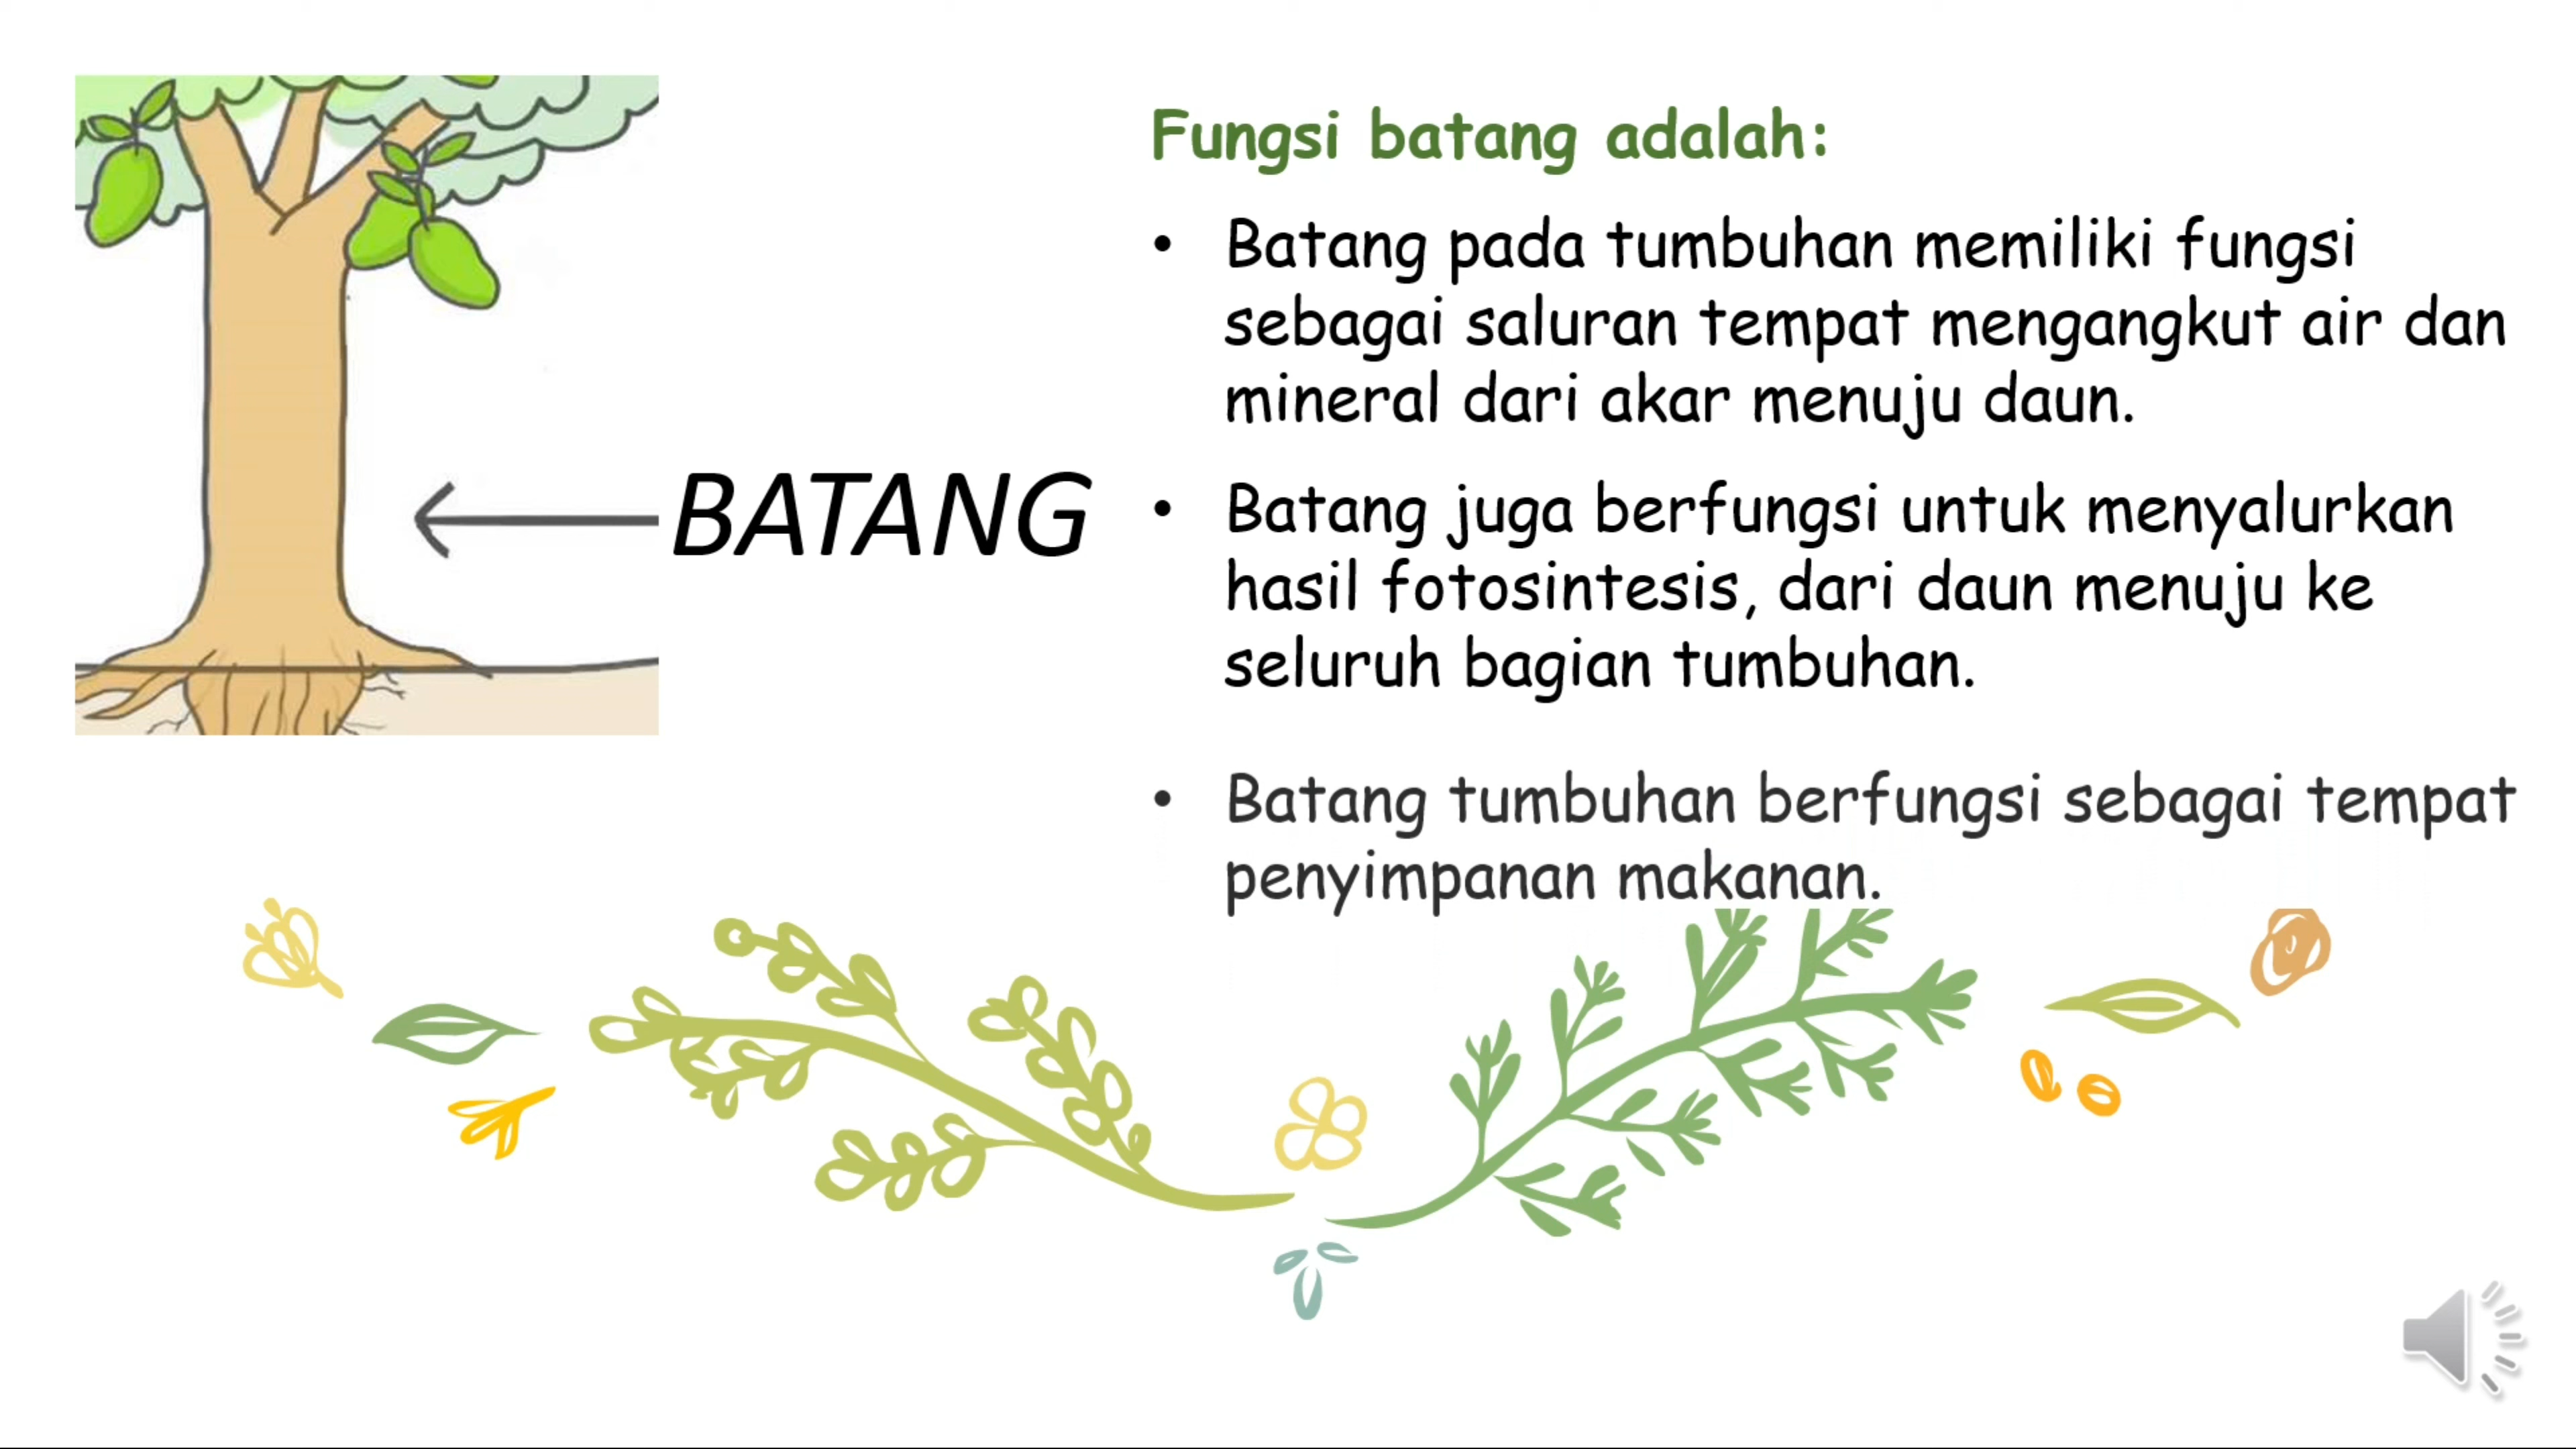 Fungsi batang adalah:
• Batang pada tumbuhan memiliki fungsi
sebagai saluran tempat mengangkut air dan
mineral dari akar menuju daun.
BATANG
• Batang juga berfungsi untuk menyalurkan
hasil fotosintesis, dari daun menuju ke
seluruh bagian tumbuhan.
• Batang tumbuhan berfungsi sebagai tempat
penyimpanan makanan.